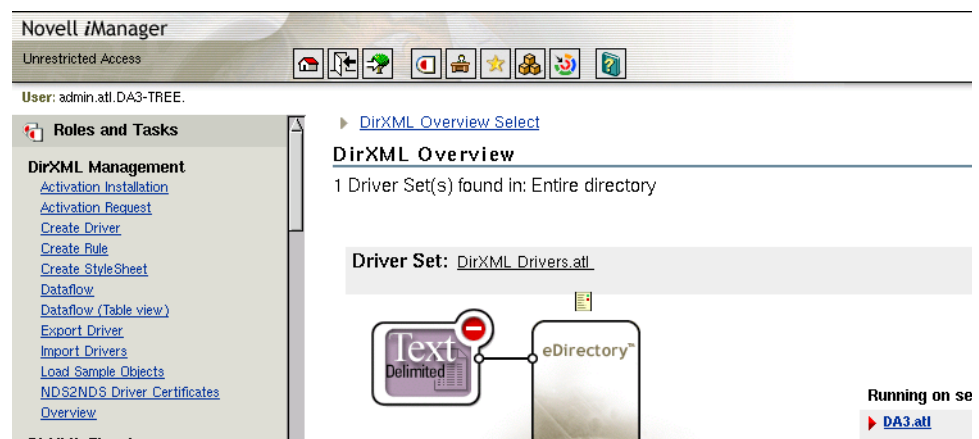 Novell iManager
Unrestricted Access
User: admin.atl.DA3-TREE.
Roles and Tasks
DirXML Management
Activation Installation
Activation Request
Create Driver
Create Rule
Create StyleSheet
Dataflow
Dataflow (Table view)
Export Driver
Import Drivers
Load Sample Objects
NDS2NDS Driver Certificates
Overview
DirXML Overview Select
DirXML Overview
1 Driver Set(s) found in: Entire directory
Driver Set: DirXML Drivers.atl
Text
Delimited
eDirectory™
Running on se
DA3.atl